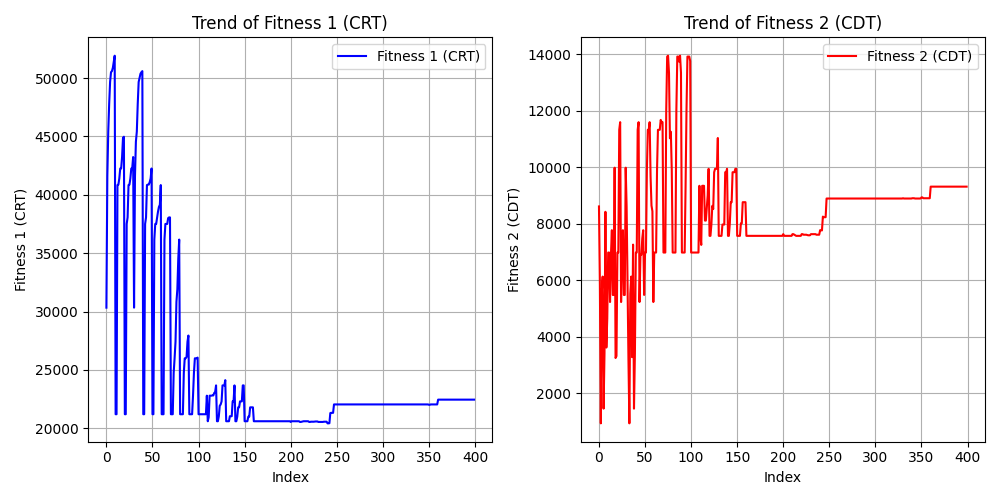 Trend of Fitness 1 (CRT)
Fitness 1 (CRT)
Fitness 1 (CRT)
50000
45000
40000
35000
30000
25000
20000
0 50 100 150 200 250 300 350 400
Index
Trend of Fitness 2 (CDT)
Fitness 2 (CDT)
Fitness 2 (CDT)
14000
12000
10000
8000
6000
4000
2000
0 50 100 150 200 250 300 350 400
Index